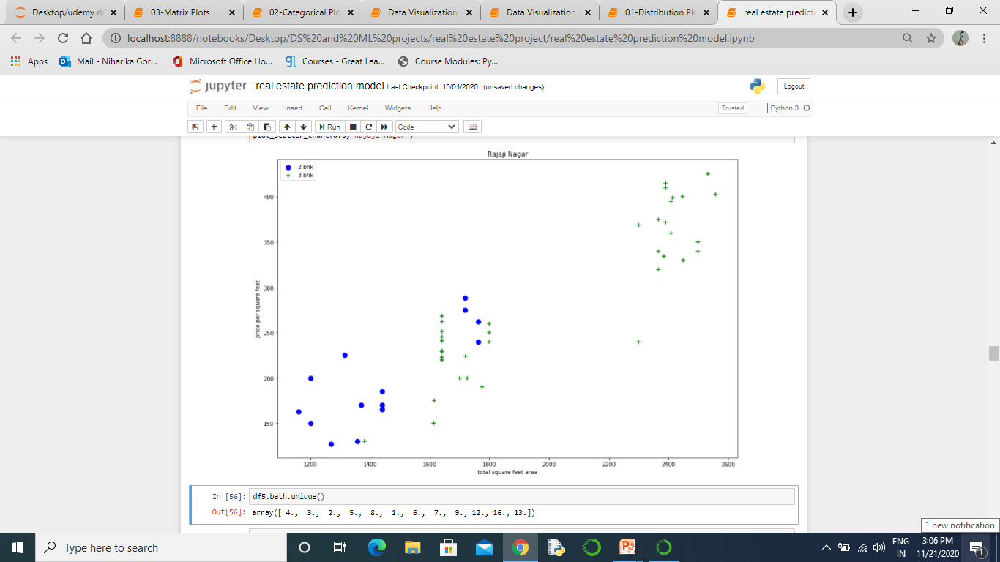 Desktop/udemy da
03-Matrix Plots
02-Categorical Plo
Data Visualization
Data Visualization
01-Distribution Plo
real estate predicti
localhost:8888/notebooks/Desktop/DS%20and%20ML%20projects/real%20estate%20project/real%20estate%20prediction%20model.ipynb
Apps
Mail - Niharika Gor...
Microsoft Office Ho...
Courses - Great Lea...
Course Modules: Py...
jupyter real estate prediction model Last Checkpoint: 10/01/2020 (unsaved changes)
Logout
File Edit View Insert Cell Kernel Widgets Help
Trusted
Python 3
Run
Code
Rajaji Nagar
2 bhk
3 bhk
400
350
300
250
200
150
price per square feet
1200 1400 1600 1800 2000 2200 2400 2600
total square feet area
In [56]: df5.bath.unique()
Out[56]: array([ 4., 3., 2., 5., 8., 1., 6., 7., 9., 12., 16., 13.])
1 new notification
Type here to search
ENG
IN
3:06 PM
11/21/2020
1